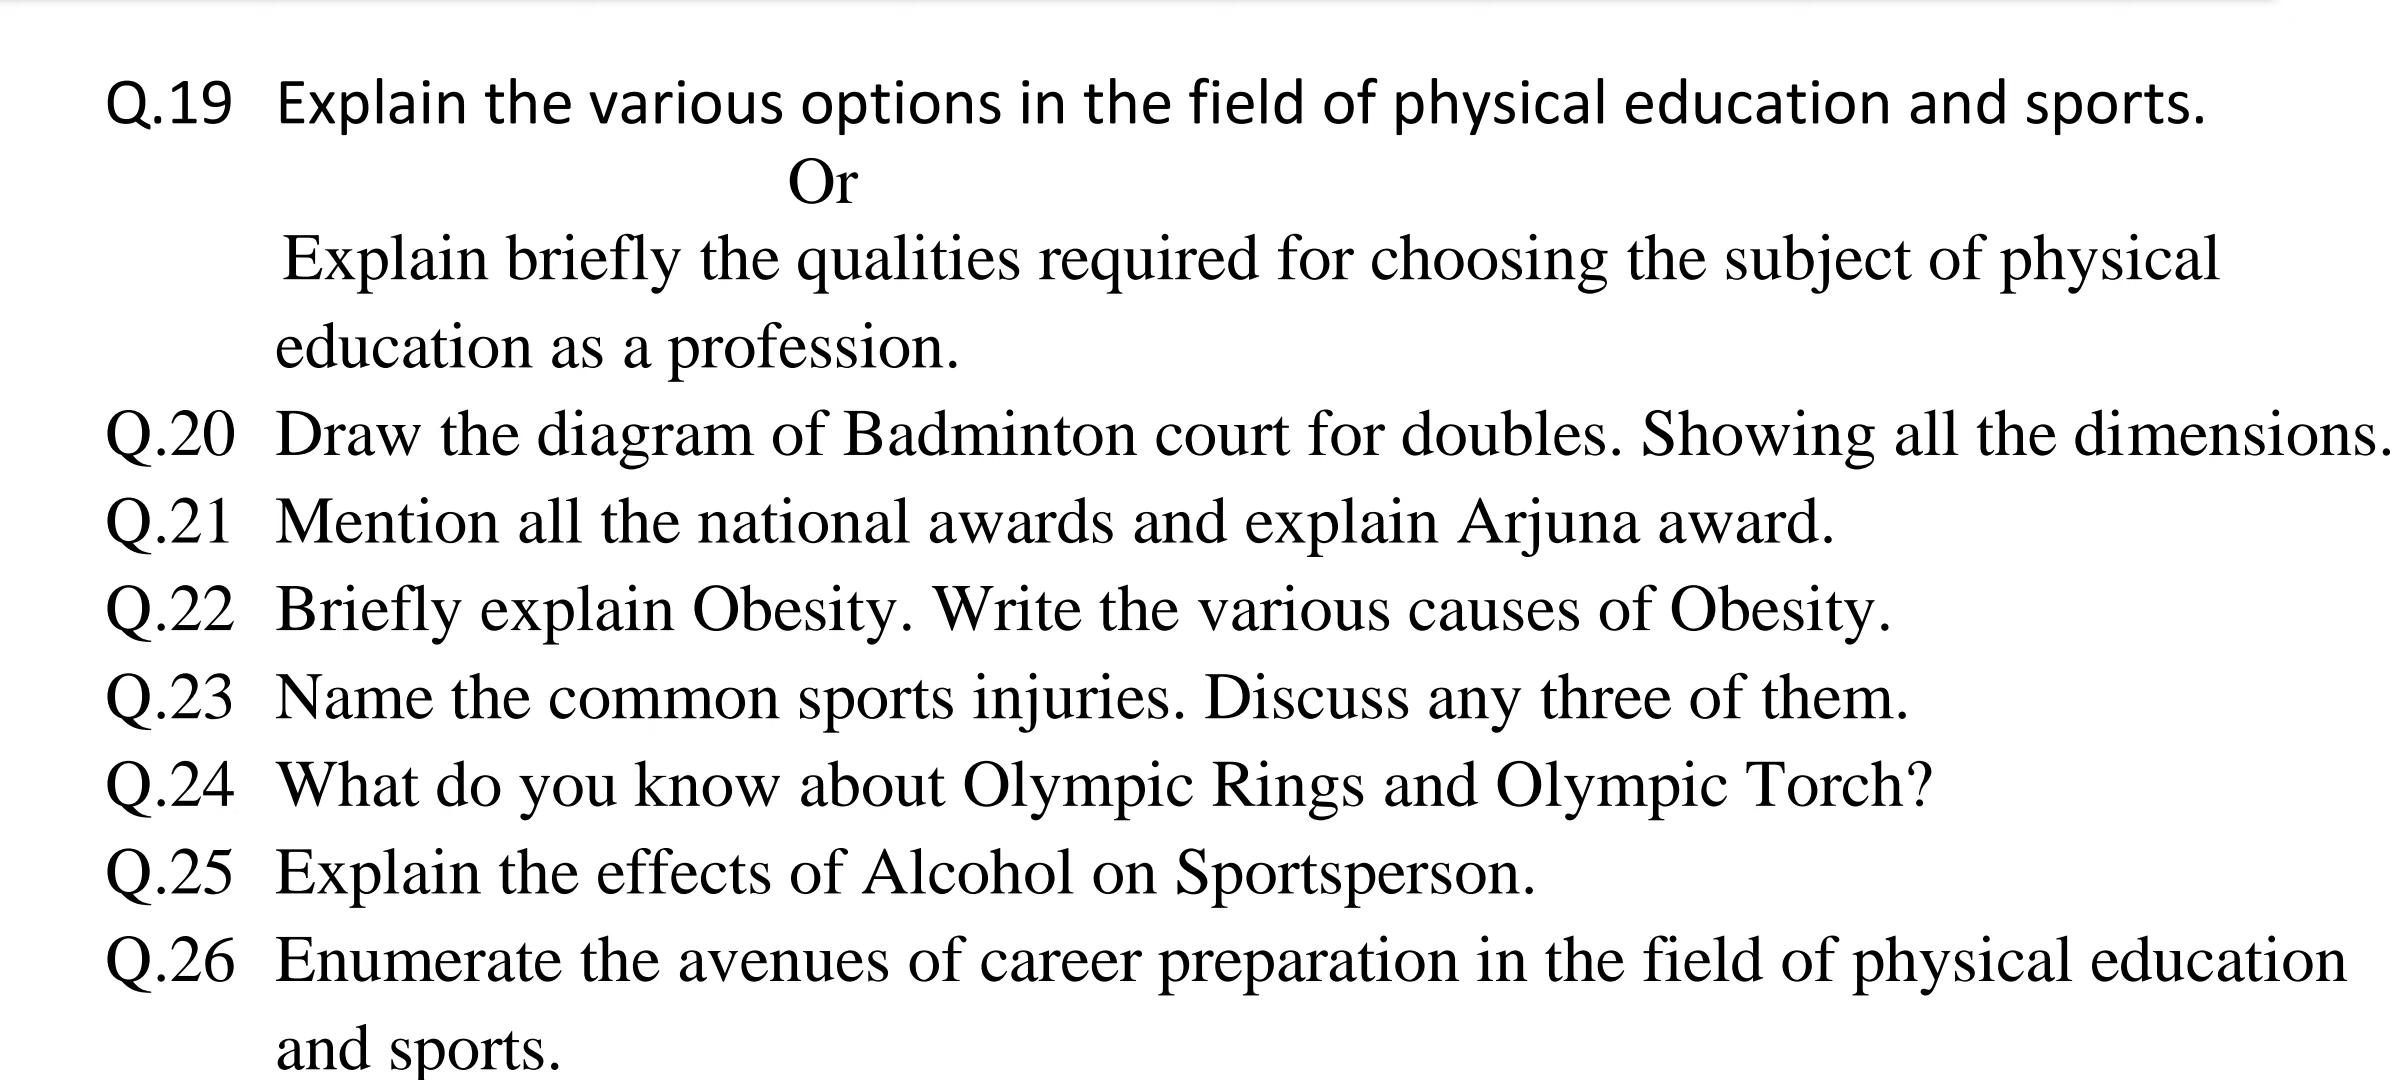 Q.19 Explain the various options in the field of physical education and sports.
Or
Explain briefly the qualities required for choosing the subject of physical
education as a profession.
Q.20 Draw the diagram of Badminton court for doubles. Showing all the dimensions.
Q.21 Mention all the national awards and explain Arjuna award.
Q.22 Briefly explain Obesity. Write the various causes of Obesity.
Q.23 Name the common sports injuries. Discuss any three of them.
Q.24 What do you know about Olympic Rings and Olympic Torch?
Q.25 Explain the effects of Alcohol on Sportsperson.
Q.26 Enumerate the avenues of career preparation in the field of physical education
and sports.